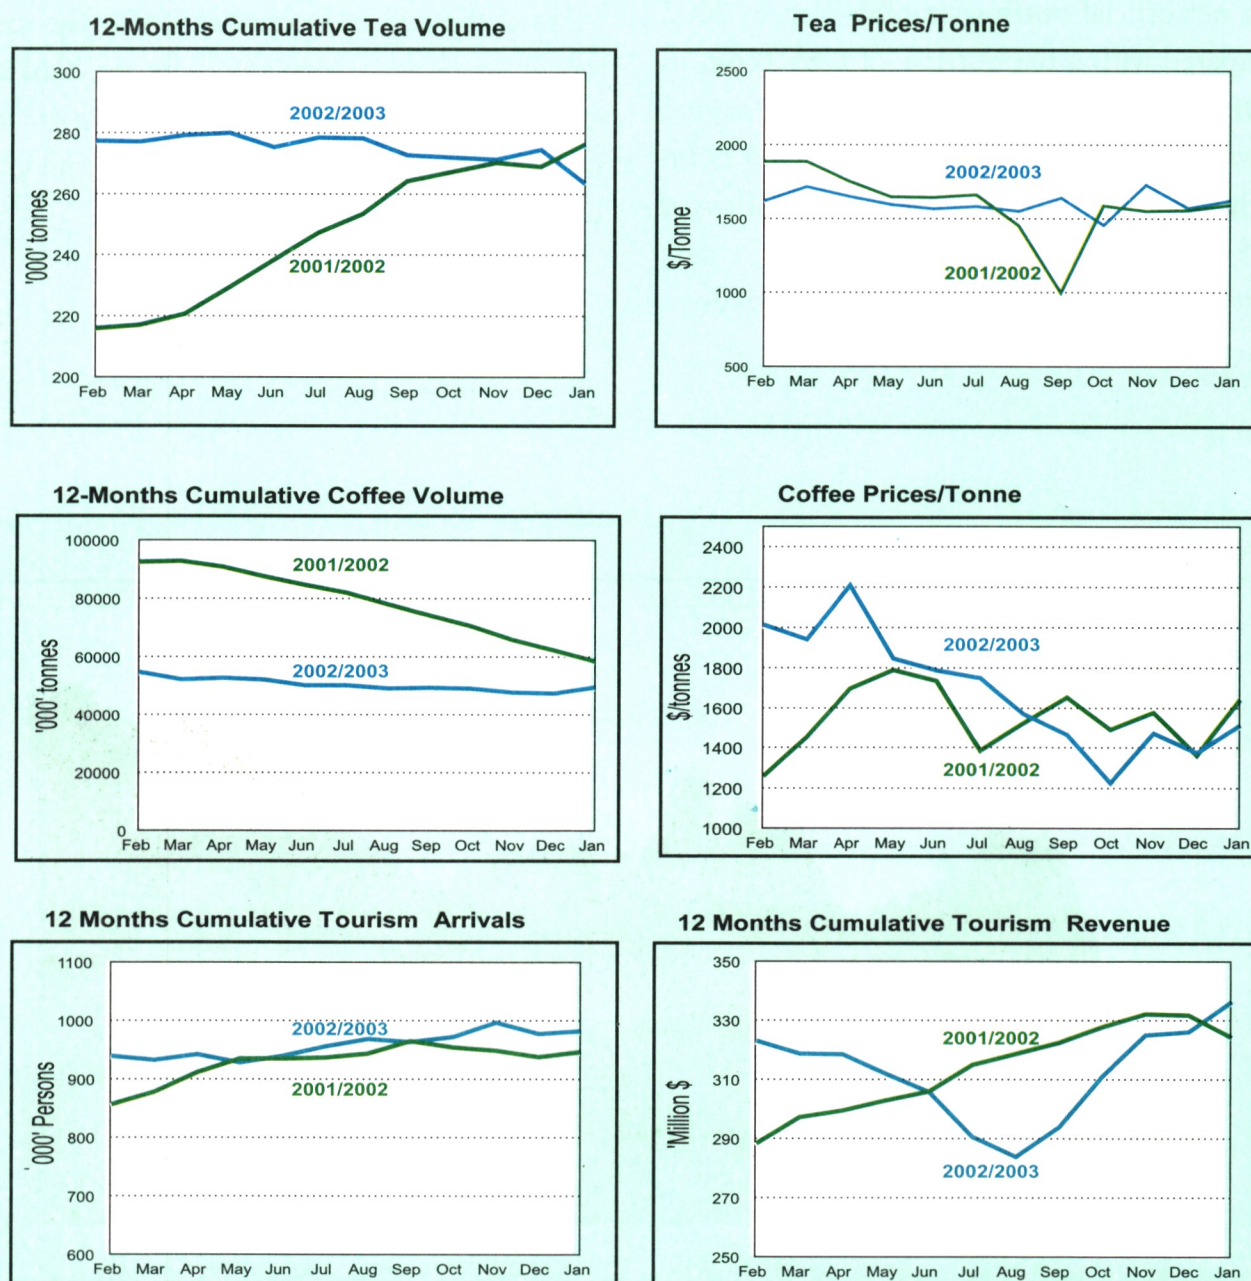 12-Months Cumulative Tea Volume
300
280
260
240
220
200
'000' tonnes
2002/2003
2001/2002
Feb Mar Apr May Jun Jul Aug Sep Oct Nov Dec Jan
Tea Prices/Tonne
2500
2000
1500
1000
500
$/Tonne
2002/2003
2001/2002
Feb Mar Apr May Jun Jul Aug Sep Oct Nov Dec Jan
12-Months Cumulative Coffee Volume
100000
80000
60000
40000
20000
0
'000' tonnes
2001/2002
2002/2003
Feb Mar Apr May Jun Jul Aug Sep Oct Nov Dec Jan
Coffee Prices/Tonne
2400
2200
2000
1800
1600
1400
1200
1000
$/tonnes
2002/2003
2001/2002
Feb Mar Apr May Jun Jul Aug Sep Oct Nov Dec Jan
12 Months Cumulative Tourism Arrivals
1100
1000
900
800
700
600
'000' Persons
2002/2003
2001/2002
Feb Mar Apr May Jun Jul Aug Sep Oct Nov Dec Jan
12 Months Cumulative Tourism Revenue
350
330
310
290
270
250
'Million $
2001/2002
2002/2003
Feb Mar Apr May Jun Jul Aug Sep Oct Nov Dec Jan